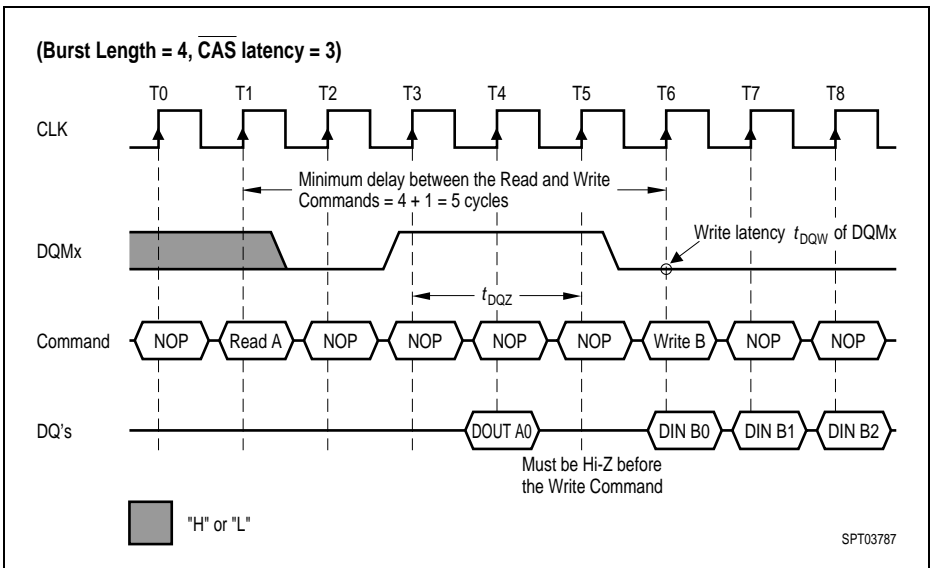 (Burst Length = 4, CAS latency = 3)
T0 T1 T2 T3 T4 T5 T6 T7 T8
CLK
Minimum delay between the Read and Write
Commands = 4 + 1 = 5 cycles
Write latency tDQW of DQMx
DQMx
tDQZ
Command NOP Read A NOP NOP NOP NOP Write B NOP NOP
DQ's DOUT A0 DIN B0 DIN B1 DIN B2
Must be Hi-Z before
the Write Command
"H" or "L"
SPT03787